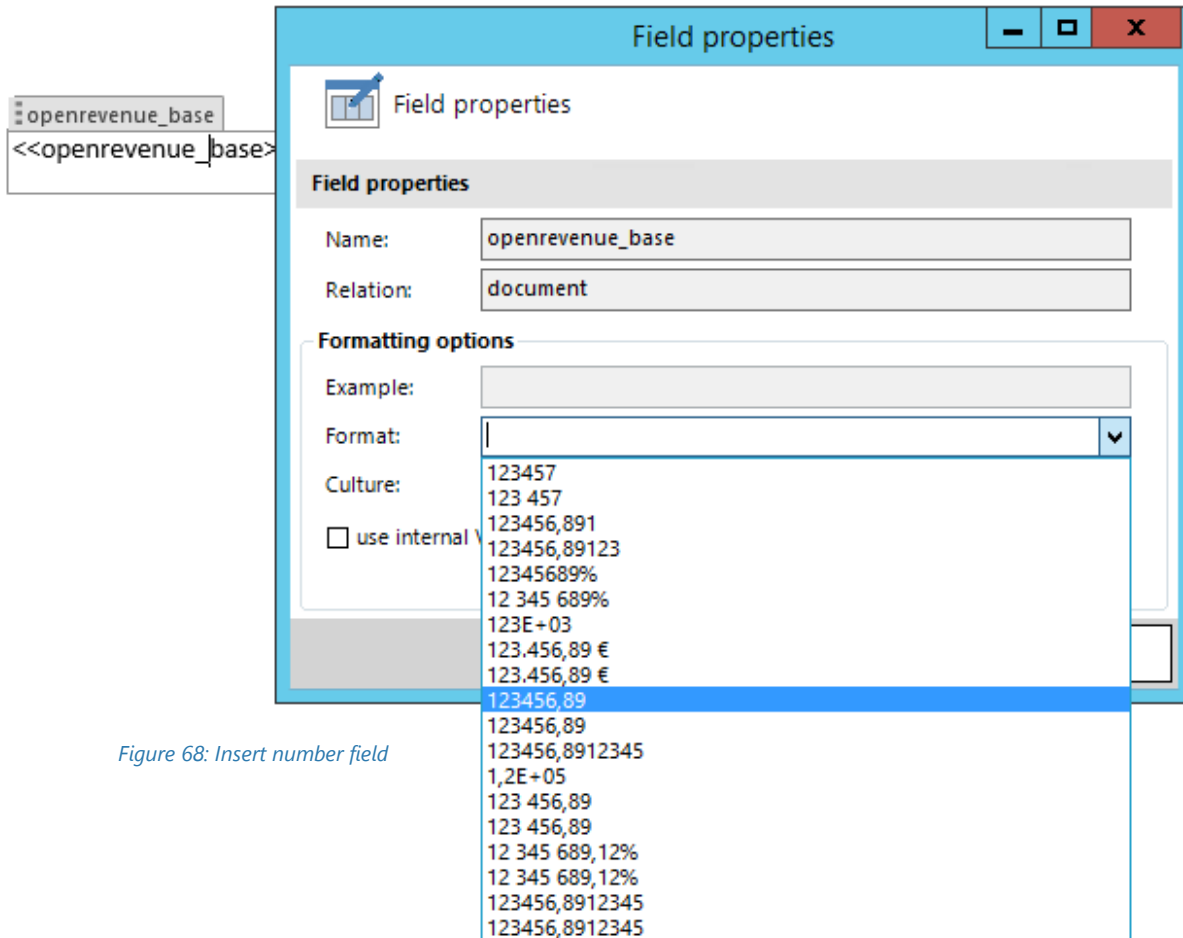 Field properties
X
Field properties
openrevenue_base
<<openrevenue_base>
Field properties
Name:
openrevenue_base
Relation:
document
Formatting options
Example:
Format:
Culture:
use internal
123457
123 457
123456,891
123456,89123
12345689%
12 345 689%
123E+03
123.456,89 €
123.456,89 €
123456,89
123456,89
123456,8912345
1,2E+05
123 456,89
123 456,89
12 345 689,12%
12 345 689,12%
123456,8912345
123456,8912345
Figure 68: Insert number field